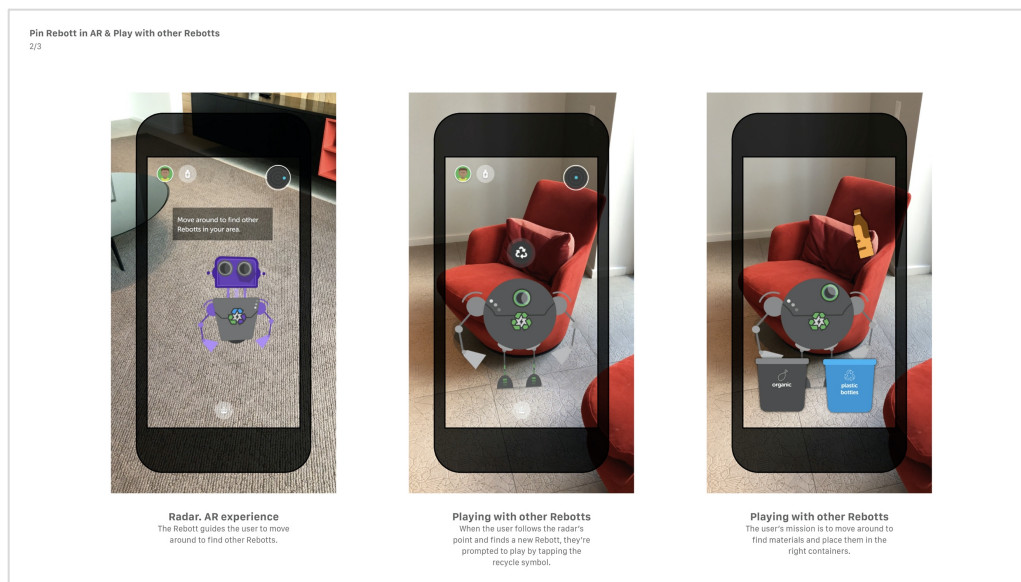 Pin Rebott in AR & Play with other Rebotts
2/3
Move around to find other
Rebotts in your area.
organic
plastic
bottles
Radar. AR experience
The Rebott guides the user to move
around to find other Rebotts.
Playing with other Rebotts
When the user follows the radar's
point and finds a new Rebott, they're
prompted to play by tapping the
recycle symbol.
Playing with other Rebotts
The user's mission is to move around to
find materials and place them in the
right containers.